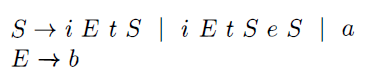 S → i E t S | i E t S e S | a
E → b